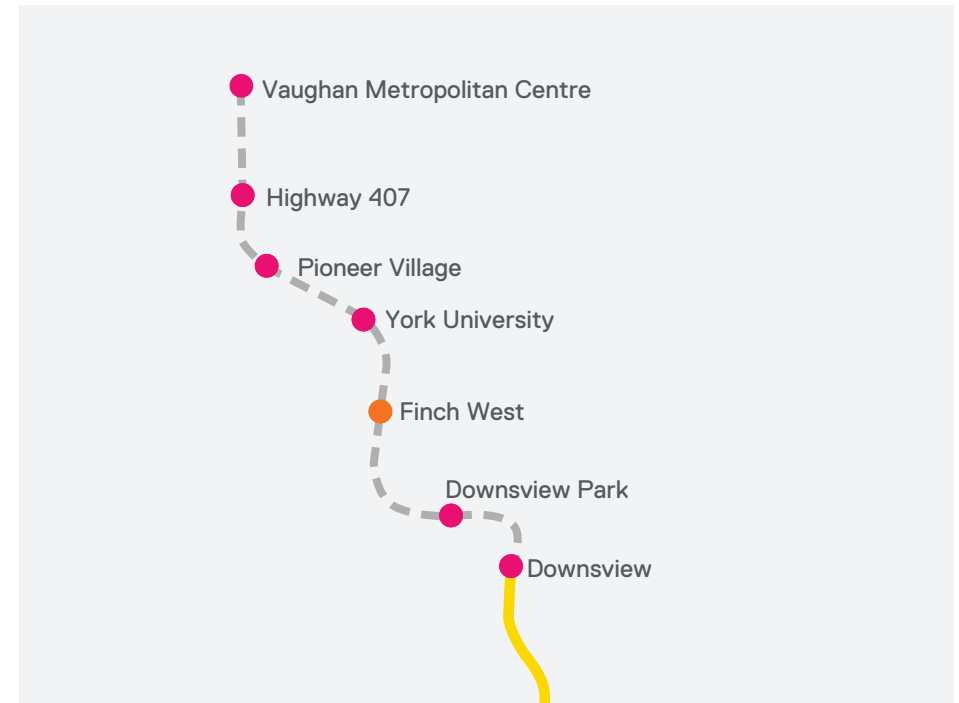 Vaughan Metropolitan Centre
Highway 407
Pioneer Village
York University
Finch West
Downsview Park
Downsview